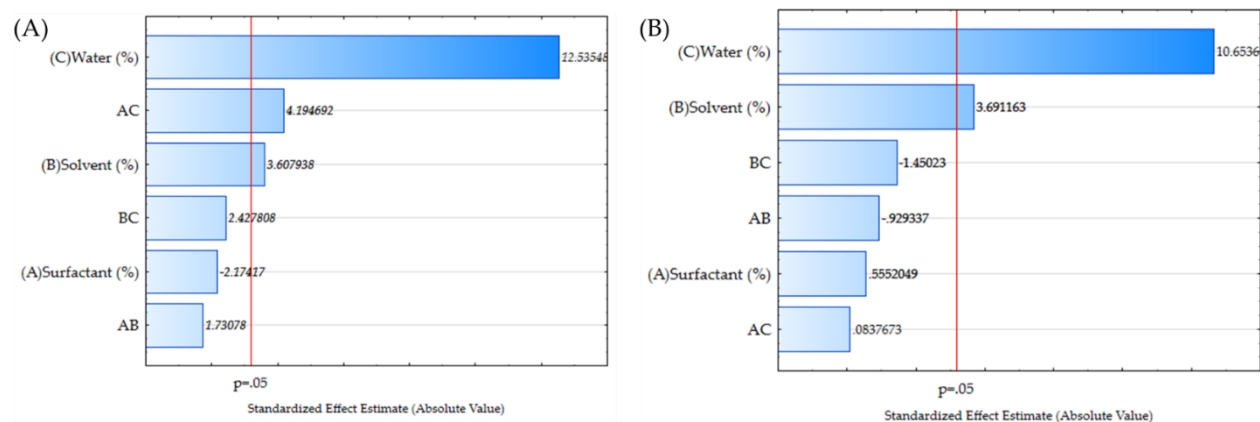 (A)
(C)Water (%)
12.53548
AC
4.194692
(B)Solvent (%)
3.607938
BC
2.427808
(A)Surfactant (%)
-2.17417
AB
1.73078
p=.05
Standardized Effect Estimate (Absolute Value)
(B)
(C)Water (%)
10.6536
(B)Solvent (%)
3.691163
BC
-1.45023
AB
-.929337
(A)Surfactant (%)
.5552049
AC
.0837673
p=.05
Standardized Effect Estimate (Absolute Value)